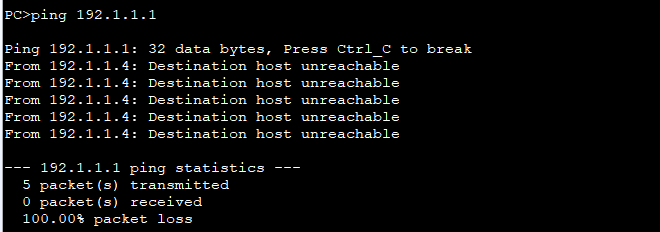 PC>ping 192.1.1.1
Ping 192.1.1.1: 32 data bytes, Press Ctrl_C to break
From 192.1.1.4: Destination host unreachable
From 192.1.1.4: Destination host unreachable
From 192.1.1.4: Destination host unreachable
From 192.1.1.4: Destination host unreachable
From 192.1.1.4: Destination host unreachable
--- 192.1.1.1 ping statistics ---
5 packet(s) transmitted
0 packet(s) received
100.00% packet loss